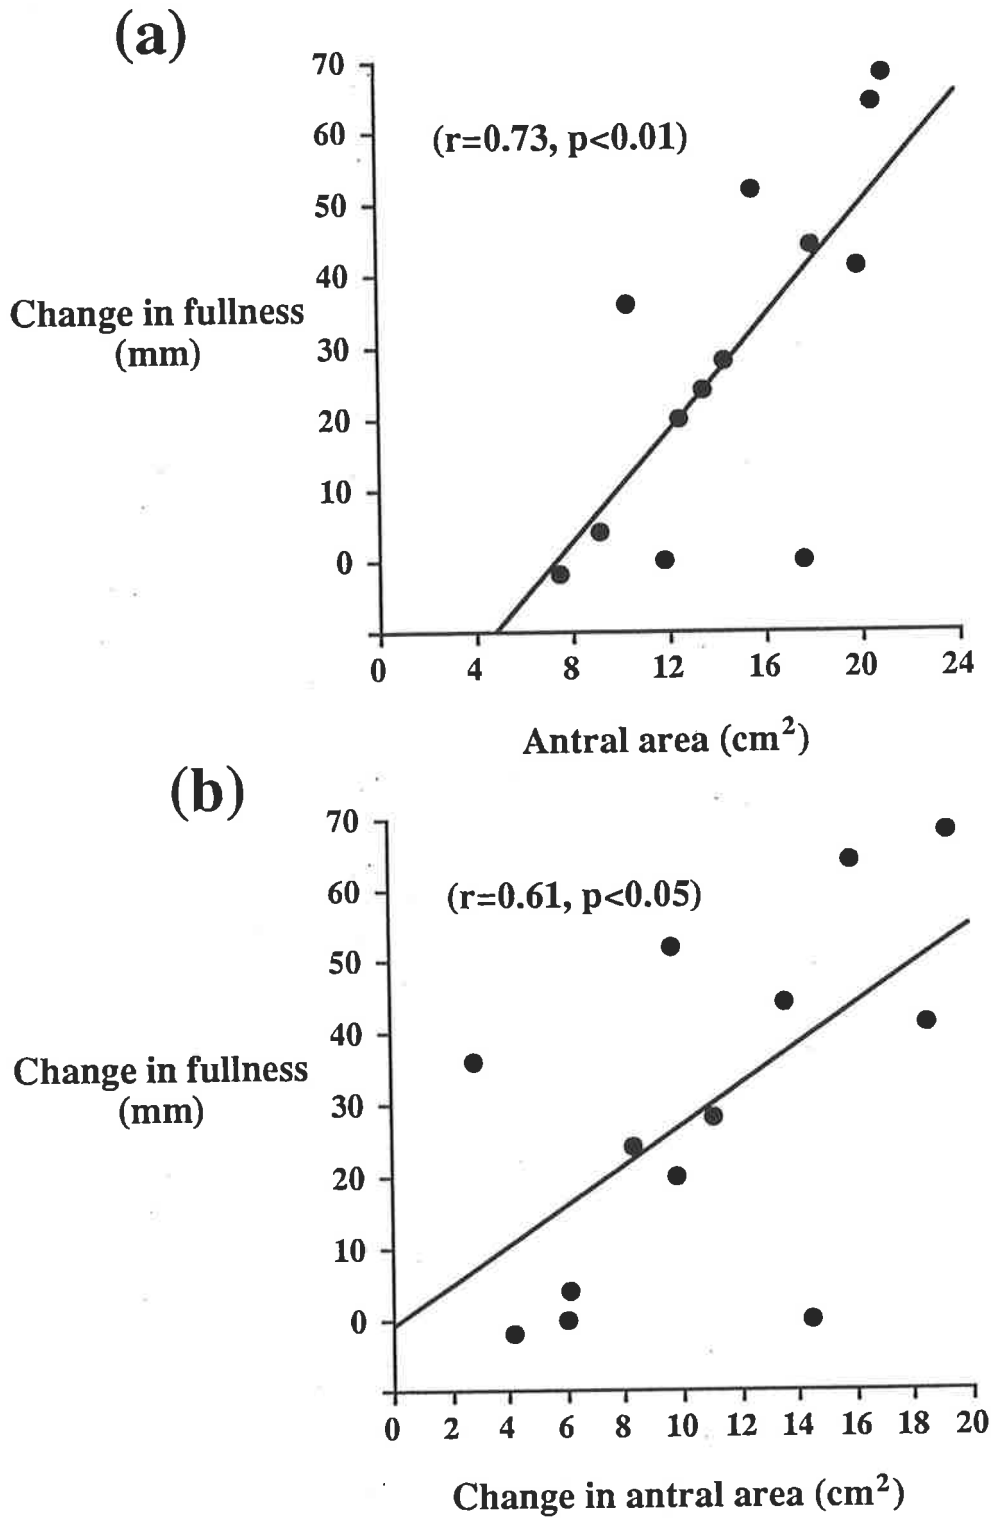 (a)
70
60
(r=0.73, p<0.01)
50
40
Change in fullness
(mm)
30
20
10
0
0 4 8 12 16 20 24
Antral area (cm²)
(b)
70
60
(r=0.61, p<0.05)
50
40
Change in fullness
(mm)
30
20
10
0
0 2 4 6 8 10 12 14 16 18 20
Change in antral area (cm²)